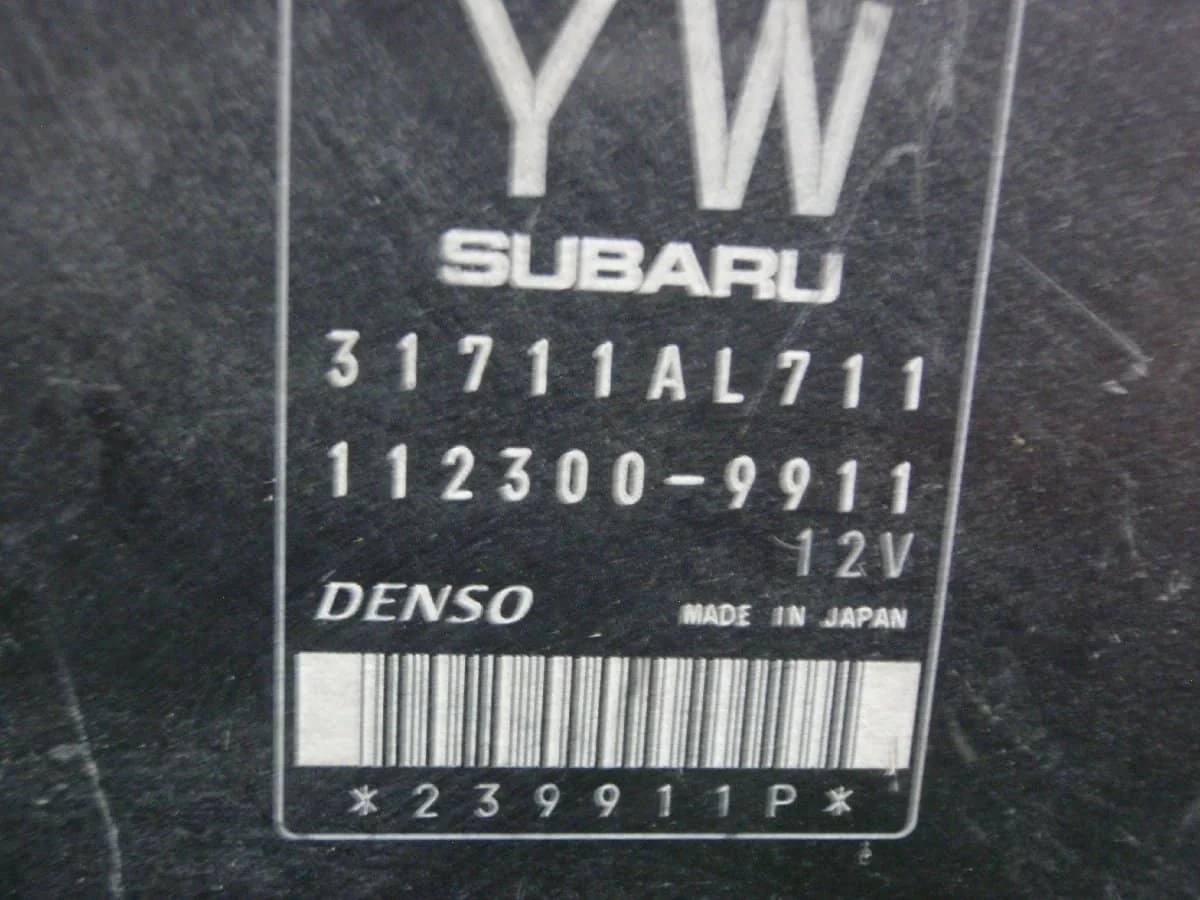 YW
SUBARU
31711AL711
112300-9911
12V
DENSO MADE IN JAPAN
*239911P*